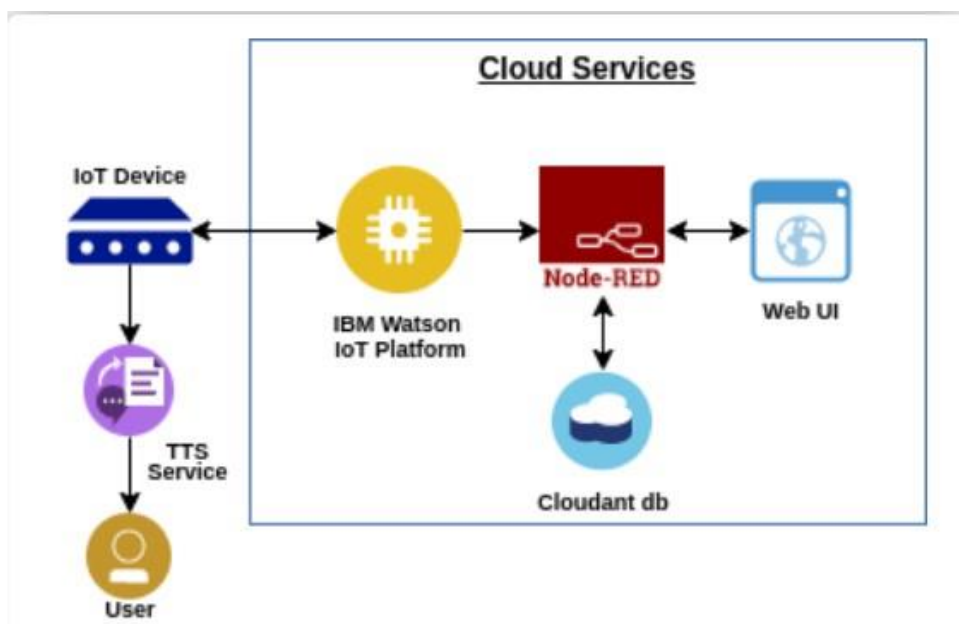 Cloud Services
IoT Device
Node-RED
IBM Watson
IoT Platform
Web UI
TTS
Service
Cloudant db
User